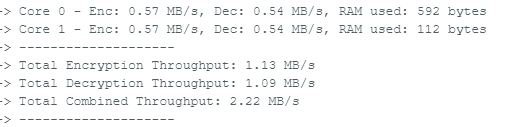 -> Core 0 - Enc: 0.57 MB/s, Dec: 0.54 MB/s, RAM used: 592 bytes
-> Core 1 - Enc: 0.57 MB/s, Dec: 0.54 MB/s, RAM used: 112 bytes
-> --------------------
-> Total Encryption Throughput: 1.13 MB/s
-> Total Decryption Throughput: 1.09 MB/s
-> Total Combined Throughput: 2.22 MB/s
-> --------------------